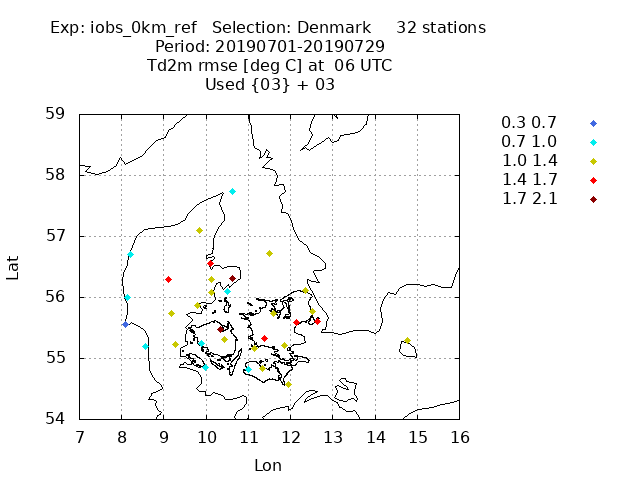 Exp: iobs_0km_ref   Selection: Denmark     32 stations
Period: 20190701-20190729
Td2m rmse [deg C] at  06 UTC
Used {03} + 03
0.3 0.7
0.7 1.0
1.0 1.4
1.4 1.7
1.7 2.1
59
58
57
56
55
54
Lat
7 8 9 10 11 12 13 14 15 16
Lon